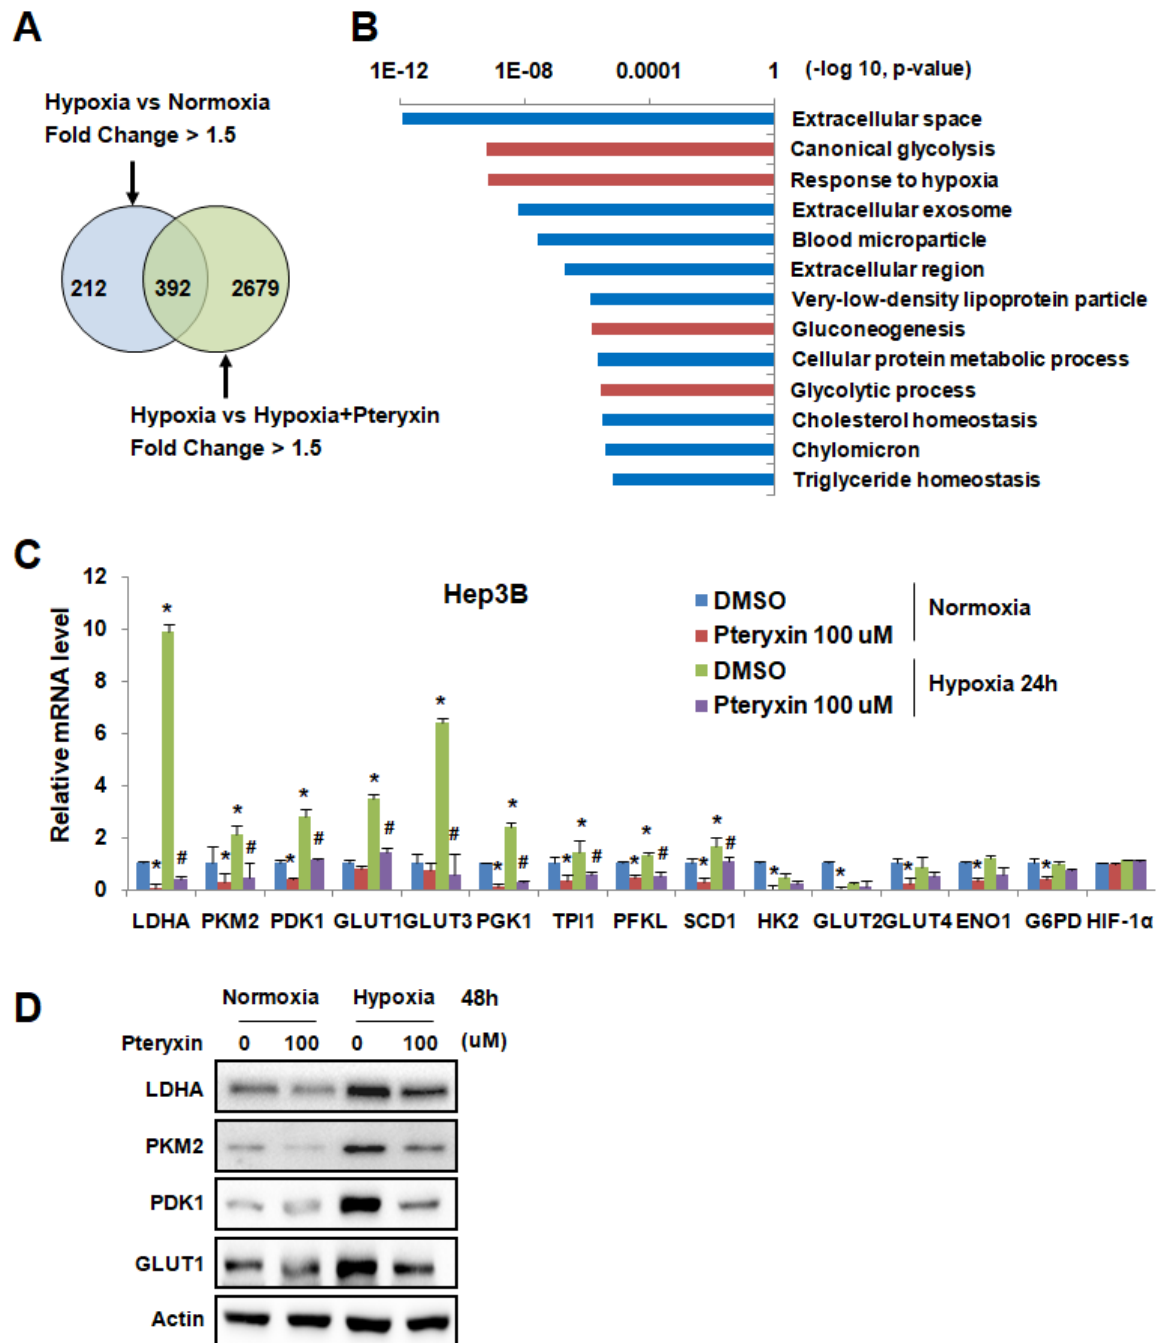 A
B
1E-12 1E-08 0.0001 1 (-log 10, p-value)
Hypoxia vs Normoxia
Fold Change > 1.5
212 392 2679
Hypoxia vs Hypoxia+Pteryxin
Fold Change > 1.5
Extracellular space
Canonical glycolysis
Response to hypoxia
Extracellular exosome
Blood microparticle
Extracellular region
Very-low-density lipoprotein particle
Gluconeogenesis
Cellular protein metabolic process
Glycolytic process
Cholesterol homeostasis
Chylomicron
Triglyceride homeostasis
C
Relative mRNA level
12
10
8
6
4
2
0
Hep3B
DMSO
Pteryxin 100 uM
Normoxia
DMSO
Pteryxin 100 uM
Hypoxia 24h
* * # * * # * * # * # * # * * # * * # * * # * * # * * * * *
LDHA PKM2 PDK1 GLUT1 GLUT3 PGK1 TPI1 PFKL SCD1 HK2 GLUT2 GLUT4 ENO1 G6PD HIF-1α
D
Normoxia Hypoxia 48h
Pteryxin 0 100 0 100 (uM)
LDHA
PKM2
PDK1
GLUT1
Actin